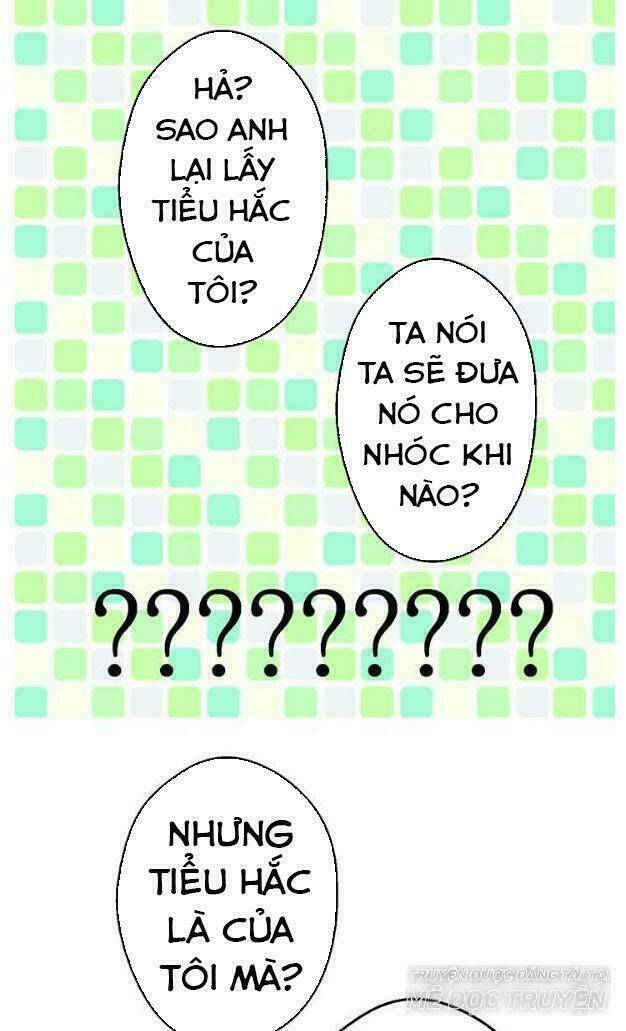 HẢ?
SAO ANH
LẠI LẤY
TIỂU HẮC
CỦA
TÔI?
TA NÓI
TA SẼ ĐƯA
NÓ CHO
NHÓC KHI
NÀO?
?????????
NHƯNG
TIỂU HẮC
LÀ CỦA
TÔI MÀ?
TRUYỆN ĐƯỢC ĐĂNG TẢI TẠI
MÊ ĐỌC TRUYỆN